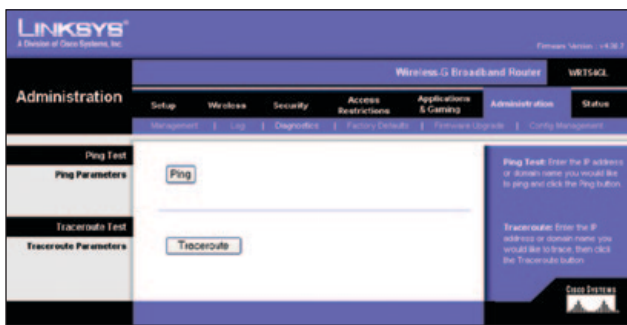 LINKSYS®
A Division of Cisco Systems, Inc.
Firmware Version : v4.30.7
Wireless-G Broadband Router WRT54GL
Administration
Setup Wireless Security Access Restrictions Applications & Gaming Administration Status
Management | Log | Diagnostics | Factory Defaults | Firmware Upgrade | Config Management
Ping Test
Ping Parameters
Ping
Ping Test: Enter the IP address
or domain name you would like
to ping and click the Ping button.
Traceroute Test
Traceroute Parameters
Traceroute
Traceroute: Enter the IP
address or domain name you
would like to trace, then click
the Traceroute button
CISCO SYSTEMS